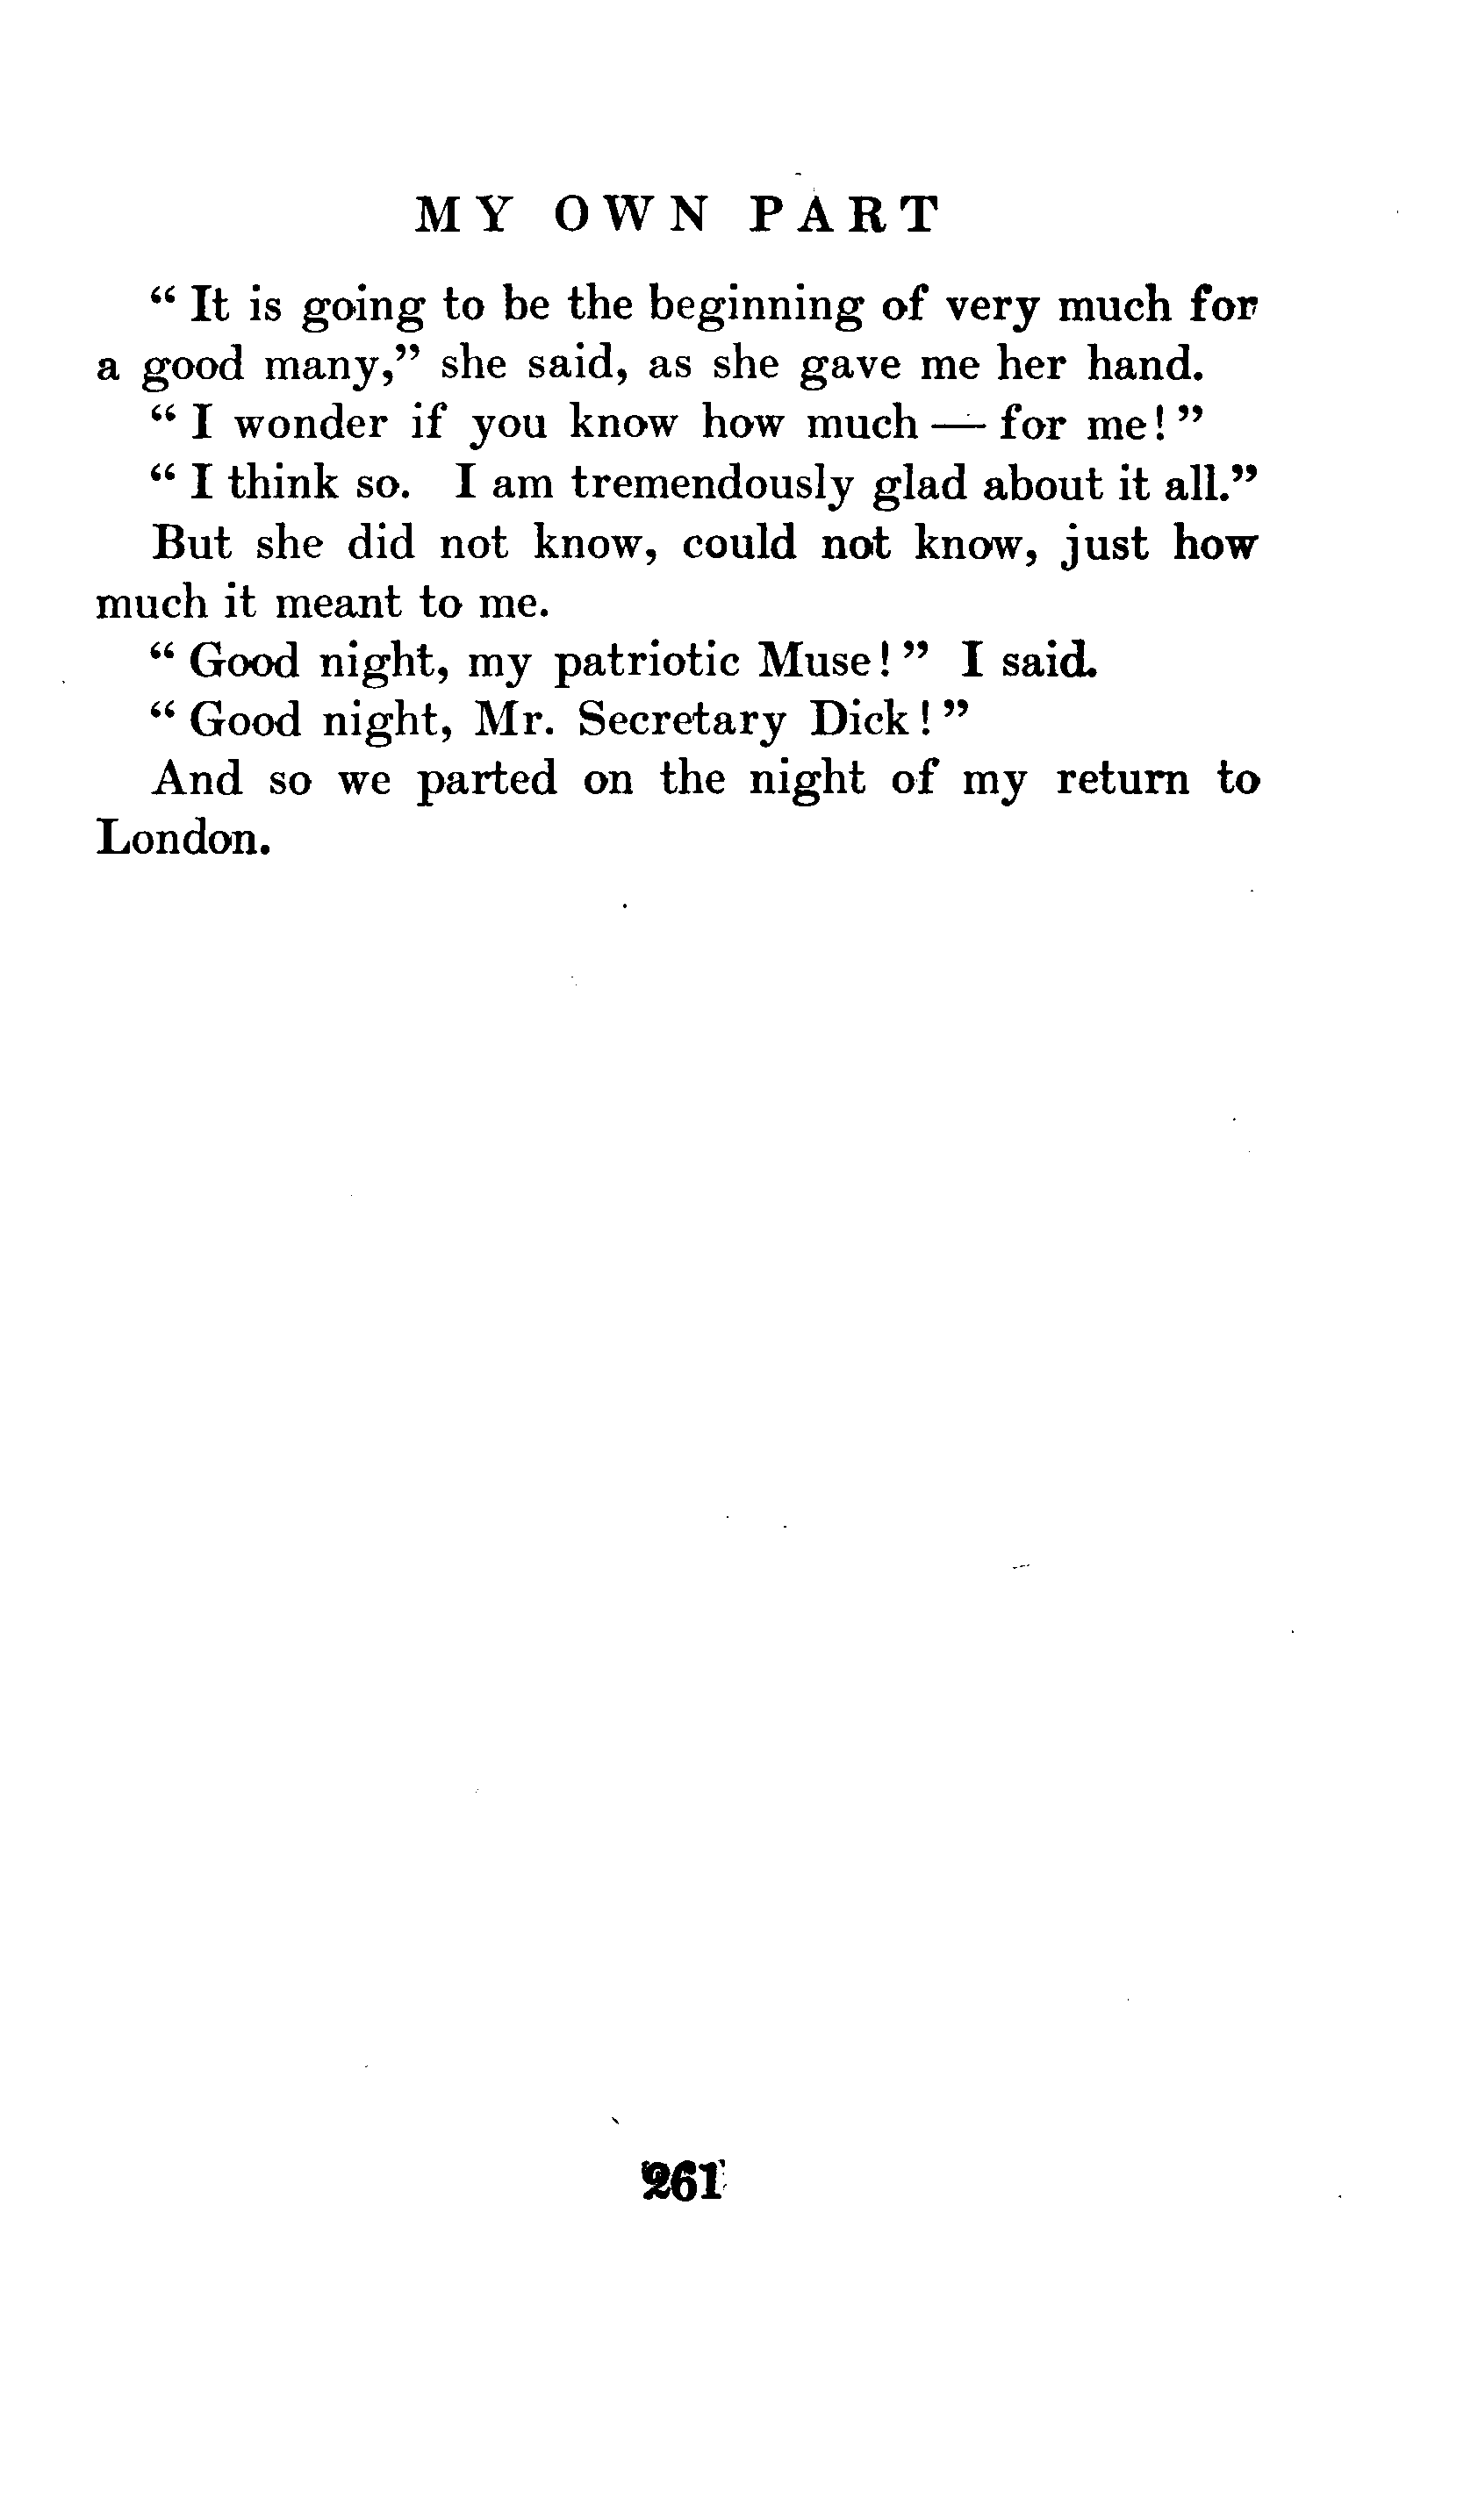 MY OWN PART
“ It is going to be the beginning of very much for
a good many,” she said, as she gave me her hand.
“ I wonder if you know how much — for me! ”
“ I think so. I am tremendously glad about it all.”
But she did not know, could not know, just how
much it meant to me.
“ Good night, my patriotic Muse! ” I said.
“ Good night, Mr. Secretary Dick! ”
And so we parted on the night of my return to
London.
261